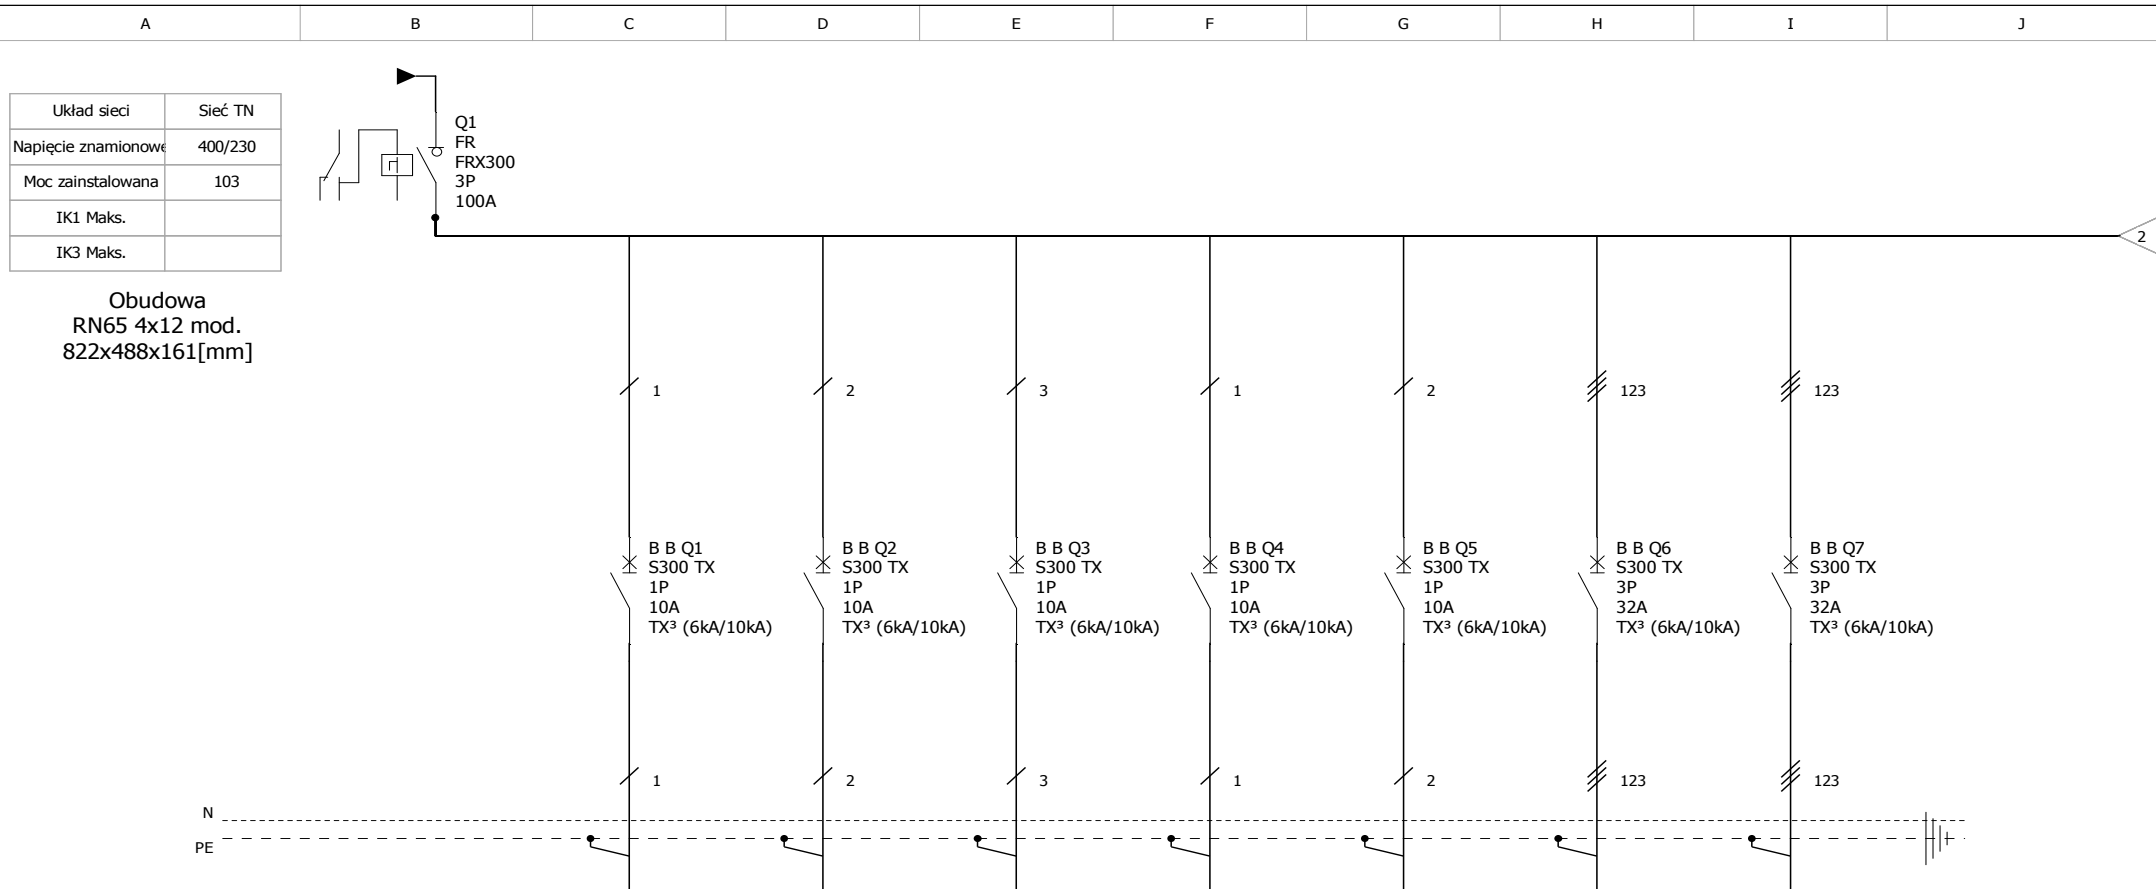 A B C D E F G H I J
Układ sieci Sieć TN
Napięcie znamionowe 400/230
Moc zainstalowana 103
IK1 Maks.
IK3 Maks.
Obudowa
RN65 4x12 mod.
822x488x161[mm]
Q1
FR
FRX300
3P
100A
2
1 2 3 1 2 123 123
B B Q1
S300 TX
1P
10A
TX³ (6kA/10kA)
B B Q2
S300 TX
1P
10A
TX³ (6kA/10kA)
B B Q3
S300 TX
1P
10A
TX³ (6kA/10kA)
B B Q4
S300 TX
1P
10A
TX³ (6kA/10kA)
B B Q5
S300 TX
1P
10A
TX³ (6kA/10kA)
B B Q6
S300 TX
3P
32A
TX³ (6kA/10kA)
B B Q7
S300 TX
3P
32A
TX³ (6kA/10kA)
1 2 3 1 2 123 123
N
PE